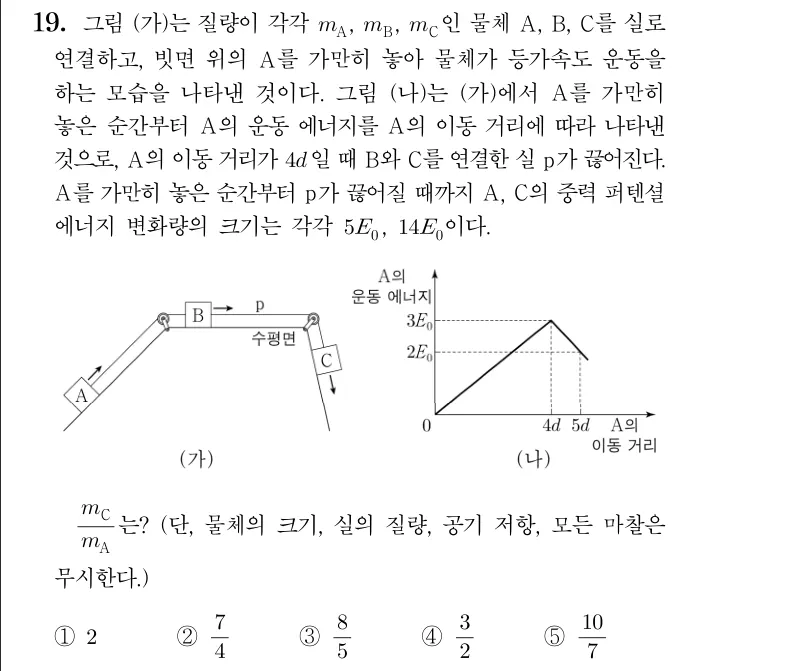 19. 그림 (가)는 질량이 각각 m_A, m_B, m_C인 물체 A, B, C를 실로
연결하고, 빗면 위의 A를 가만히 놓아 물체가 등가속도 운동을
하는 모습을 나타낸 것이다. 그림 (나)는 (가)에서 A를 가만히
놓은 순간부터 A의 운동 에너지를 A의 이동 거리에 따라 나타낸
것으로, A의 이동 거리가 4d일 때 B와 C를 연결한 실 p가 끊어진다.
A를 가만히 놓은 순간부터 p가 끊어질 때까지 A, C의 중력 퍼텐셜
에너지 변화량의 크기는 각각 5E₀, 14E₀이다.
B
p
수평면
A
C
(가)
A의
운동 에너지
3E₀
2E₀
0
4d
5d
A의
이동 거리
(나)
m_C/m_A 는? (단, 물체의 크기, 실의 질량, 공기 저항, 모든 마찰은
무시한다.)
① 2 ② 7/4 ③ 8/5 ④ 3/2 ⑤ 10/7